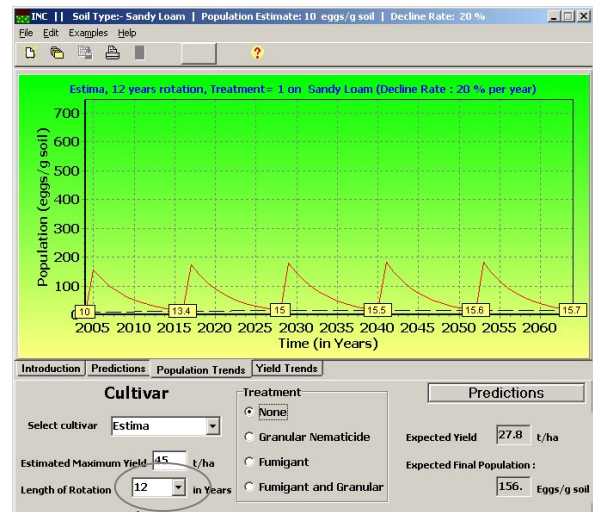 INC || Soil Type:- Sandy Loam | Population Estimate: 10 eggs/g soil | Decline Rate: 20 %
File Edit Examples Help
?
Estima, 12 years rotation, Treatment= 1 on Sandy Loam (Decline Rate : 20 % per year)
Population (eggs/g soil)
700
600
500
400
300
200
100
0
10 13.4 15 15.5 15.6 15.7
2005 2010 2015 2020 2025 2030 2035 2040 2045 2050 2055 2060
Time (in Years)
Introduction Predictions Population Trends Yield Trends
Cultivar
Select cultivar Estima
Estimated Maximum Yield 45 t/ha
Length of Rotation 12 in Years
Treatment
None
Granular Nematicide
Fumigant
Fumigant and Granular
Predictions
Expected Yield 27.8 t/ha
Expected Final Population :
156. Eggs/g soil